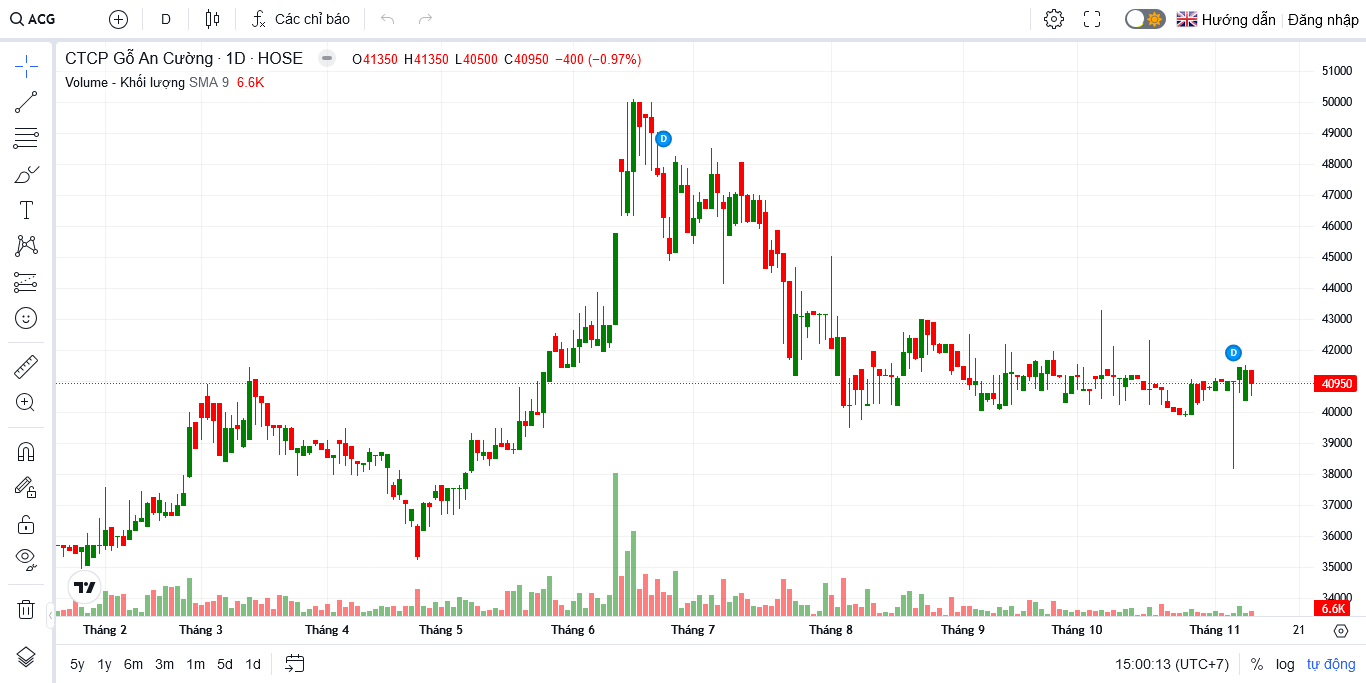 ACG D Các chỉ báo Hướng dẫn Đăng nhập
CTCP Gỗ An Cường · 1D · HOSE O41350 H41350 L40500 C40950 −400 (−0.97%)
Volume - Khối lượng SMA 9 6.6K
51000
50000
49000
D
48000
47000
46000
45000
44000
43000
42000
D
40950
40000
39000
38000
37000
36000
35000
34000
6.6K
Tháng 2 Tháng 3 Tháng 4 Tháng 5 Tháng 6 Tháng 7 Tháng 8 Tháng 9 Tháng 10 Tháng 11 21
5y 1y 6m 3m 1m 5d 1d 15:00:13 (UTC+7) % log tự động